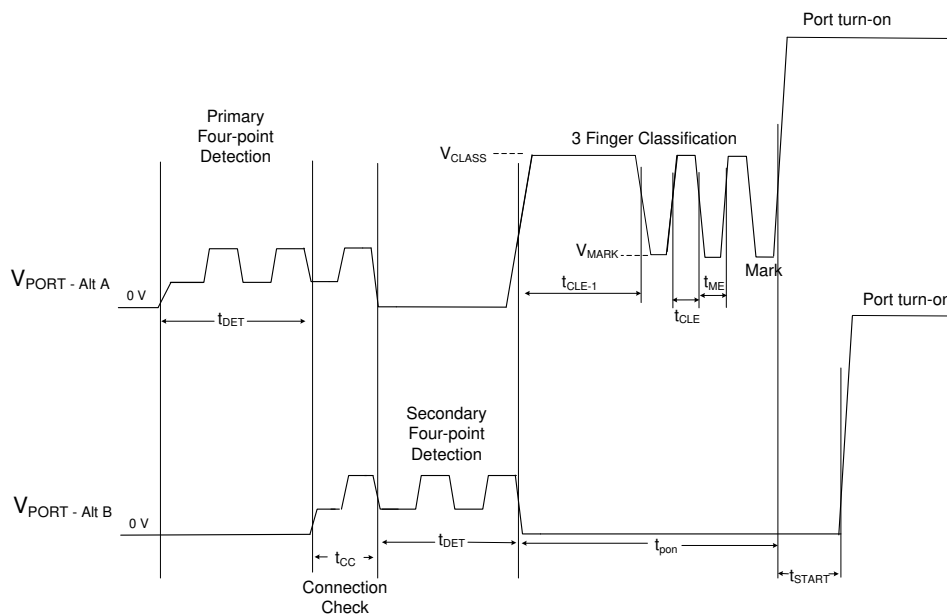 Port turn-on
Primary
Four-point
Detection
3 Finger Classification
VCLASS
VMARK
Mark
VPORT - Alt A
0 V
tDET
tCLE-1
tCLE
tME
Port turn-on
Secondary
Four-point
Detection
VPORT - Alt B
0 V
tCC
tDET
tpon
tSTART
Connection
Check